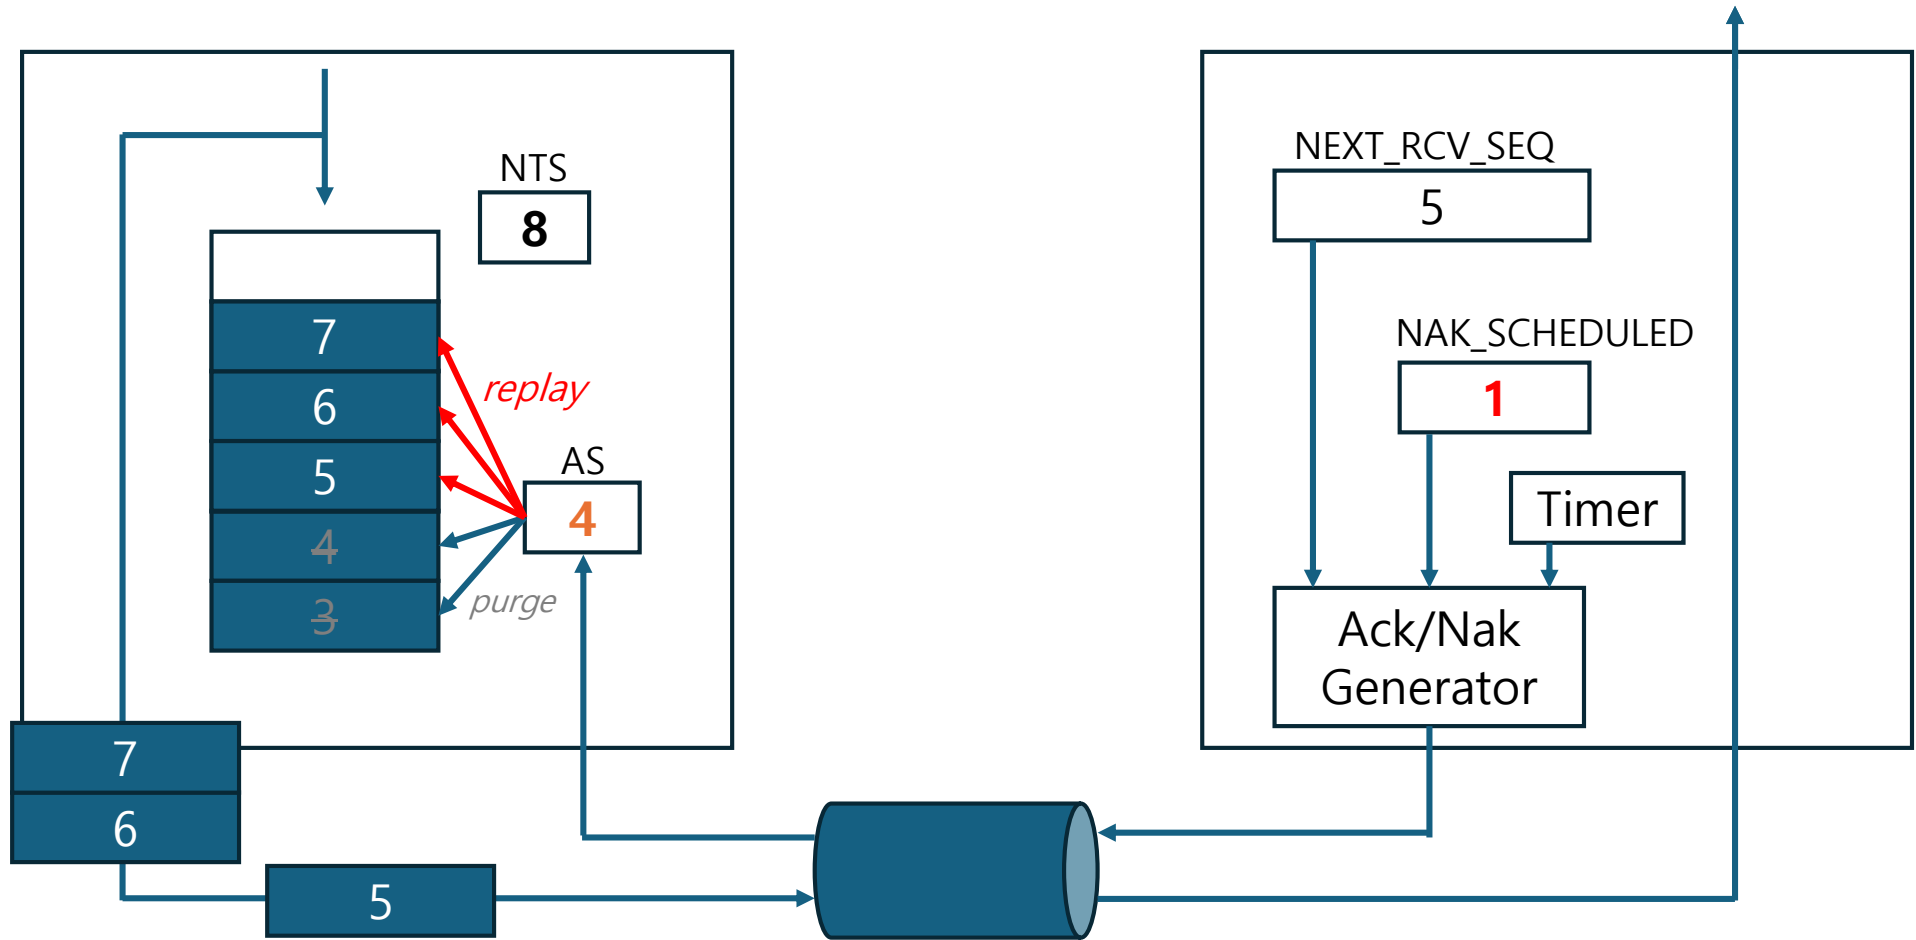 NTS
8
7
6
5
4
3
replay
AS
4
purge
7
6
5
NEXT_RCV_SEQ
5
NAK_SCHEDULED
1
Timer
Ack/Nak
Generator